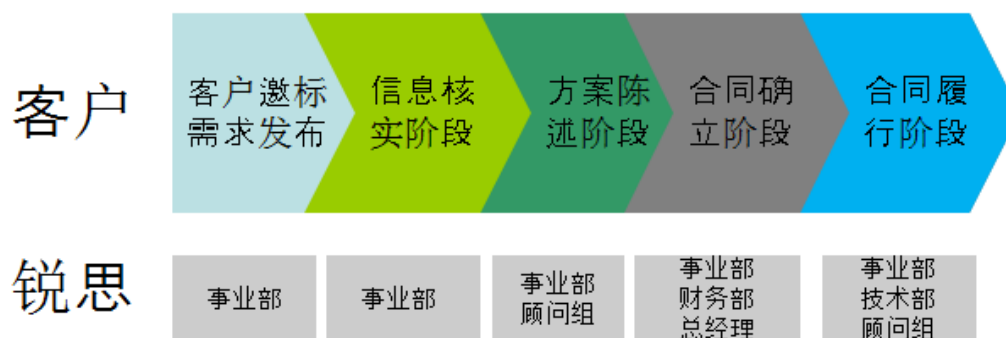 客户
客户邀标
需求发布
信息核
实阶段
方案陈
述阶段
合同确
立阶段
合同履
行阶段
锐思
事业部
事业部
事业部
顾问组
事业部
财务部
总经理
事业部
技术部
顾问组